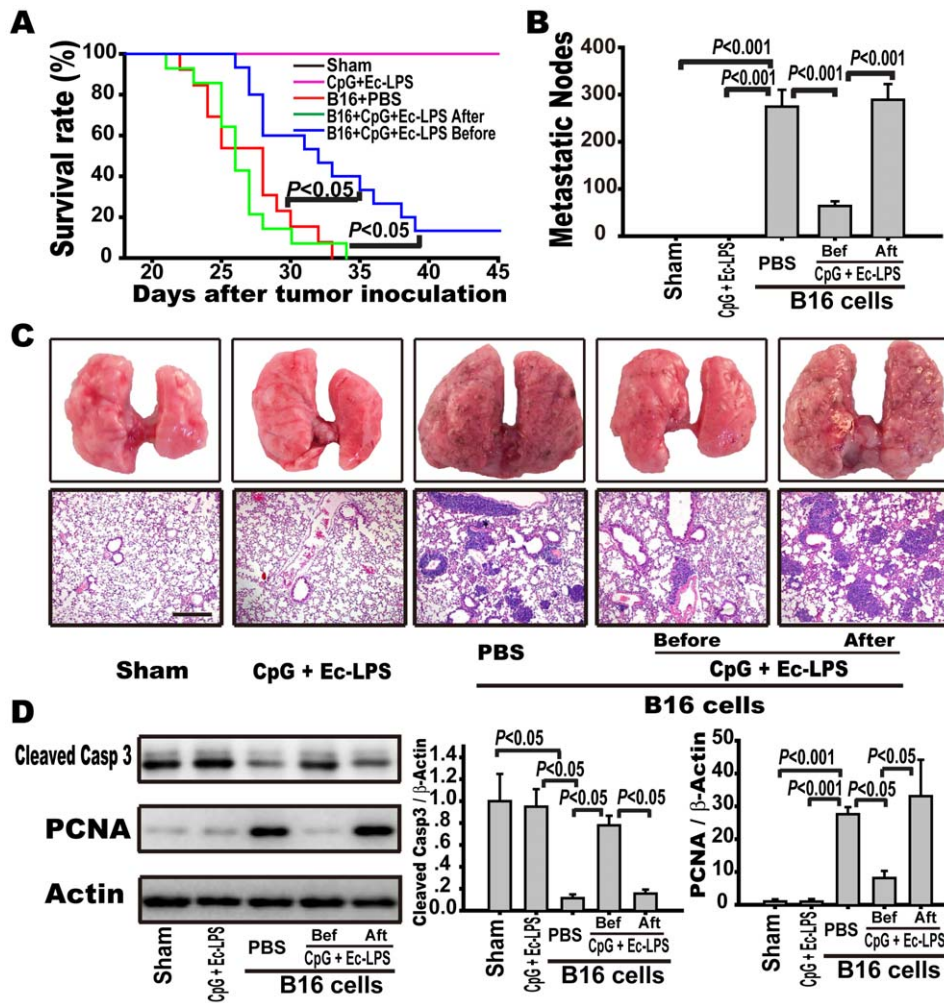 A
Survival rate (%)
100
80
60
40
20
0
Sham
CpG+Ec-LPS
B16+PBS
B16+CpG+Ec-LPS After
B16+CpG+Ec-LPS Before
P<0.05
P<0.05
20 25 30 35 40 45
Days after tumor inoculation
B
Metastatic Nodes
400
300
200
100
0
P<0.001
P<0.001
P<0.001
P<0.001
Sham
CpG + Ec-LPS
PBS
Bef Aft
CpG + Ec-LPS
B16 cells
C
Sham
CpG + Ec-LPS
PBS
Before After
CpG + Ec-LPS
B16 cells
D
Cleaved Casp 3
PCNA
Actin
Sham
CpG + Ec-LPS
PBS
Bef Aft
CpG + Ec-LPS
B16 cells
Cleaved Casp3 / β-Actin
1.4
1.2
1.0
.8
.6
.4
.2
0.0
P<0.05
P<0.05
P<0.05
P<0.05
Sham
CpG + Ec-LPS
PBS
Bef Aft
CpG + Ec-LPS
B16 cells
PCNA / β-Actin
50
40
30
20
10
0
P<0.001
P<0.001
P<0.05
P<0.05
Sham
CpG + Ec-LPS
PBS
Bef Aft
CpG + Ec-LPS
B16 cells